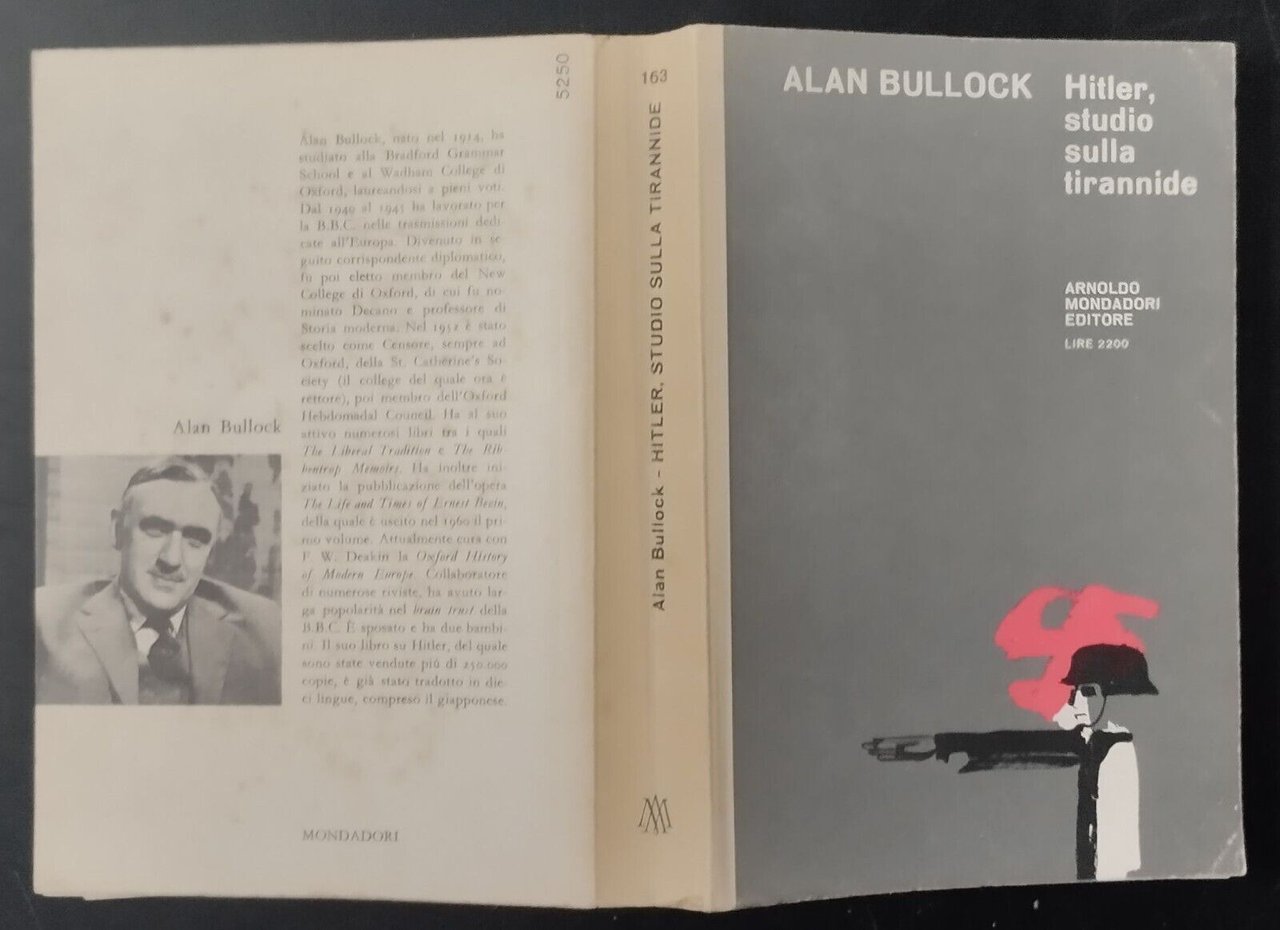 5250
Alan Bullock, nato nel 1914, ha
studiato alla Bradford Grammar
School e al Wadham College di
Oxford, laureandosi a pieni voti.
Dal 1940 al 1945 ha lavorato per
la B.B.C. nelle trasmissioni dedi-
cate all'Europa. Divenuto in se-
guito corrispondente diplomatico,
fu poi eletto membro del New
College di Oxford, di cui fu no-
minato Decano e professore di
Storia moderna. Nel 1952 è stato
scelto come Censore, sempre ad
Oxford, della St. Catherine's So-
ciety (il college del quale ora è
rettore), poi membro dell'Oxford
Hebdomadal Council. Ha al suo
attivo numerosi libri tra i quali
The Liberal Tradition e The Rib-
bentrop Memoirs. Ha inoltre ini-
ziato la pubblicazione dell'opera
The Life and Times of Ernest Bevin,
della quale è uscito nel 1960 il pri-
mo volume. Attualmente cura con
F. W. Deakin la Oxford History
of Modern Europe. Collaboratore
di numerose riviste, ha avuto lar-
ga popolarità nel brain trust della
B.B.C. È sposato e ha due bambi-
ni. Il suo libro su Hitler, del quale
sono state vendute più di 250.000
copie, è già stato tradotto in die-
ci lingue, compreso il giapponese.
Alan Bullock
MONDADORI
163
Alan Bullock - HITLER, STUDIO SULLA TIRANNIDE
AM
ALAN BULLOCK
Hitler,
studio
sulla
tirannide
ARNOLDO
MONDADORI
EDITORE
LIRE 2200